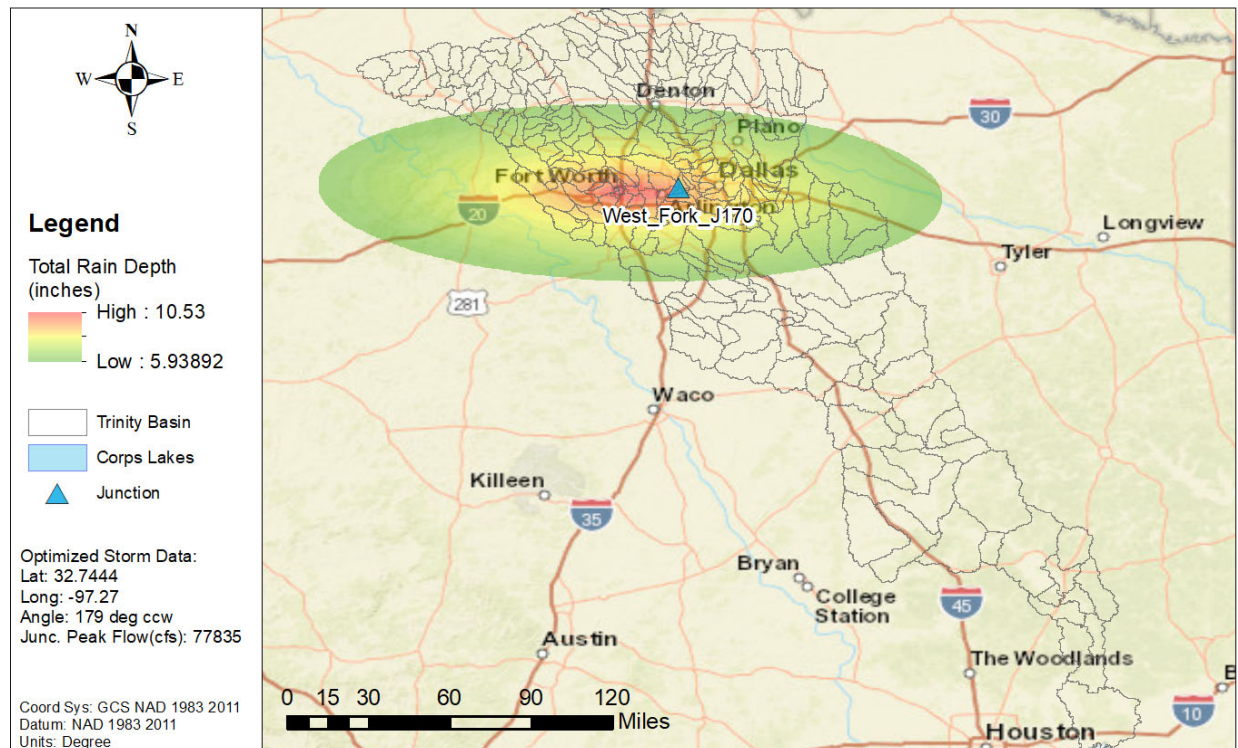 N
W
E
S
Legend
Total Rain Depth
(inches)
High : 10.53
Low : 5.93892
Trinity Basin
Corps Lakes
Junction
Optimized Storm Data:
Lat: 32.7444
Long: -97.27
Angle: 179 deg ccw
Junc. Peak Flow(cfs): 77835
Coord Sys: GCS NAD 1983 2011
Datum: NAD 1983 2011
Units: Degree
Denton
30
Plano
Fort Worth
Dallas
20
Arlington
West_Fork_J170
Longview
Tyler
281
Waco
Killeen
35
Bryan
College
Station
45
Austin
The Woodlands
B
10
Houston
0 15 30 60 90 120
Miles